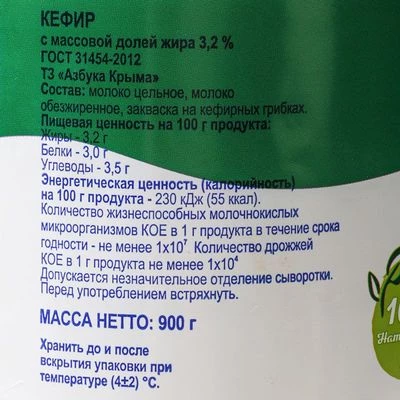 КЕФИР
с массовой долей жира 3,2 %
ГОСТ 31454-2012
ТЗ «Азбука Крыма»
Состав: молоко цельное, молоко
обезжиренное, закваска на кефирных грибках.
Пищевая ценность на 100 г продукта:
Жиры - 3,2 г
Белки - 3,0 г
Углеводы - 3,5 г
Энергетическая ценность (калорийность)
на 100 г продукта - 230 кДж (55 ккал).
Количество жизнеспособных молочнокислых
микроорганизмов КОЕ в 1 г продукта в течение срока
годности - не менее 1х10⁷ Количество дрожжей
КОЕ в 1 г продукта не менее 1х10⁴
Допускается незначительное отделение сыворотки.
Перед употреблением встряхнуть.
МАССА НЕТТО: 900 г
Хранить до и после
вскрытия упаковки при
температуре (4±2) °С.